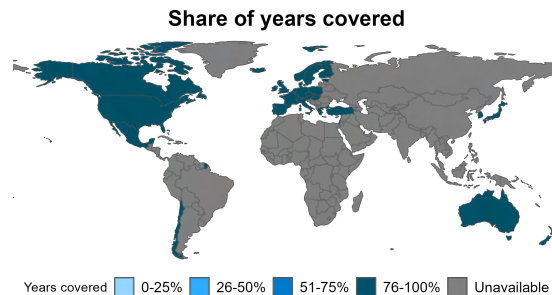 Share of years covered
Years covered 0-25% 26-50% 51-75% 76-100% Unavailable